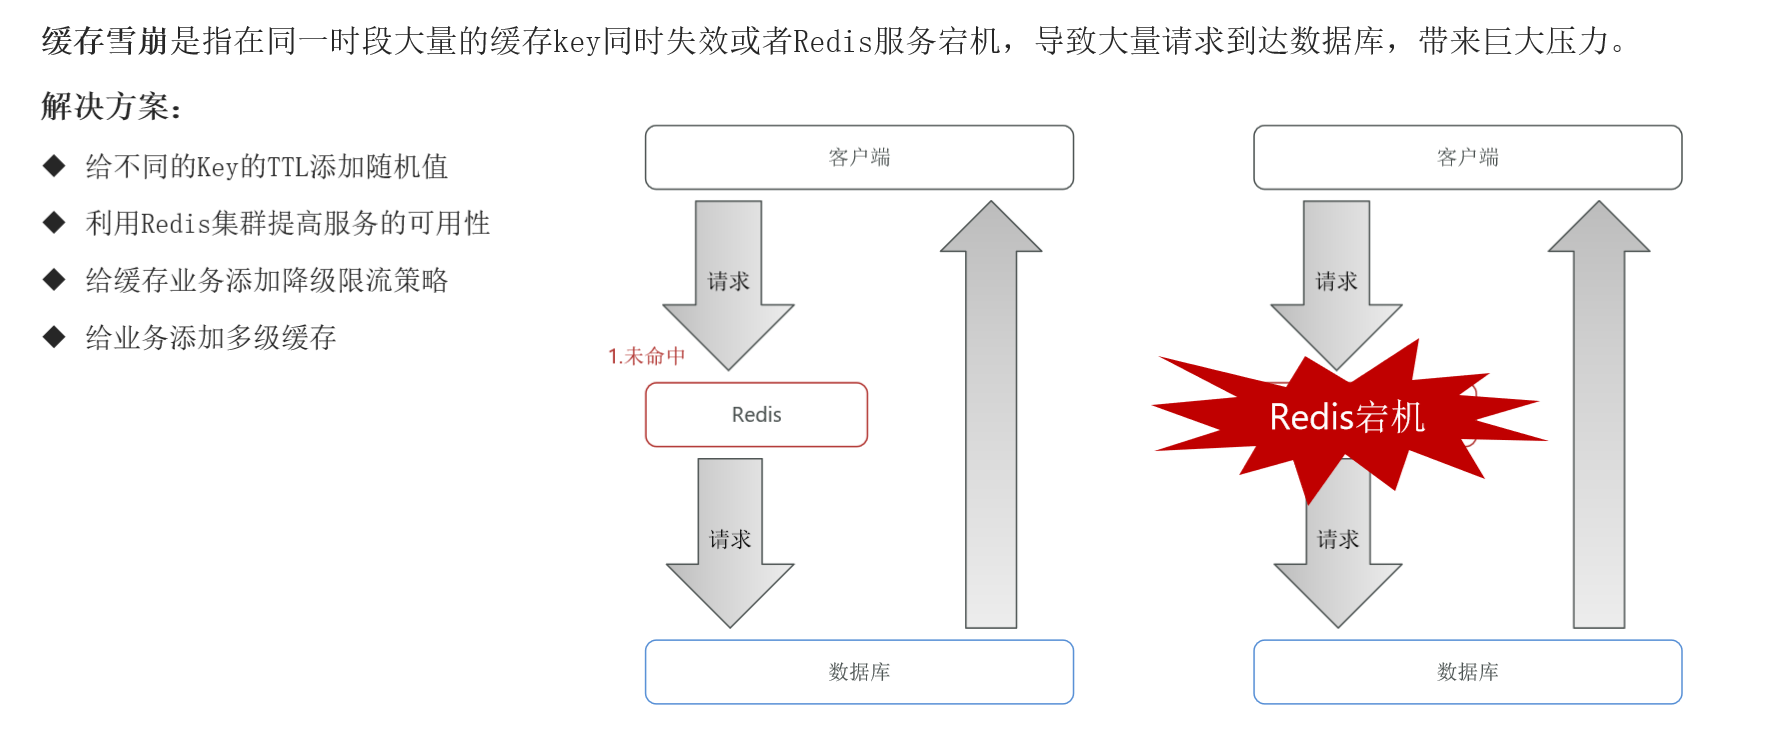 缓存雪崩是指在同一时段大量的缓存key同时失效或者Redis服务宕机，导致大量请求到达数据库，带来巨大压力。
解决方案：
◆ 给不同的Key的TTL添加随机值
◆ 利用Redis集群提高服务的可用性
◆ 给缓存业务添加降级限流策略
◆ 给业务添加多级缓存
客户端
请求
1.未命中
Redis
请求
数据库
客户端
请求
Redis宕机
请求
数据库